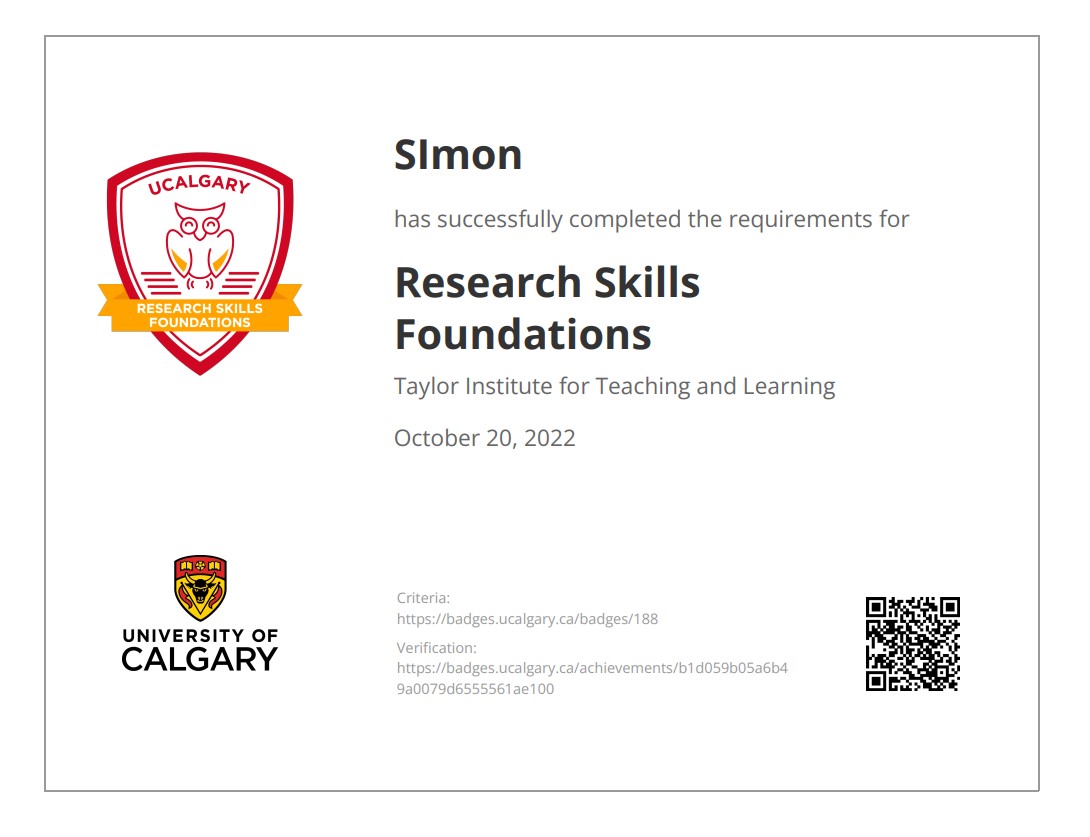 SImon
has successfully completed the requirements for
Research Skills
Foundations
Taylor Institute for Teaching and Learning
October 20, 2022
UCALGARY
RESEARCH SKILLS
FOUNDATIONS
UNIVERSITY OF
CALGARY
Criteria:
https://badges.ucalgary.ca/badges/188
Verification:
https://badges.ucalgary.ca/achievements/b1d059b05a6b4
9a0079d6555561ae100